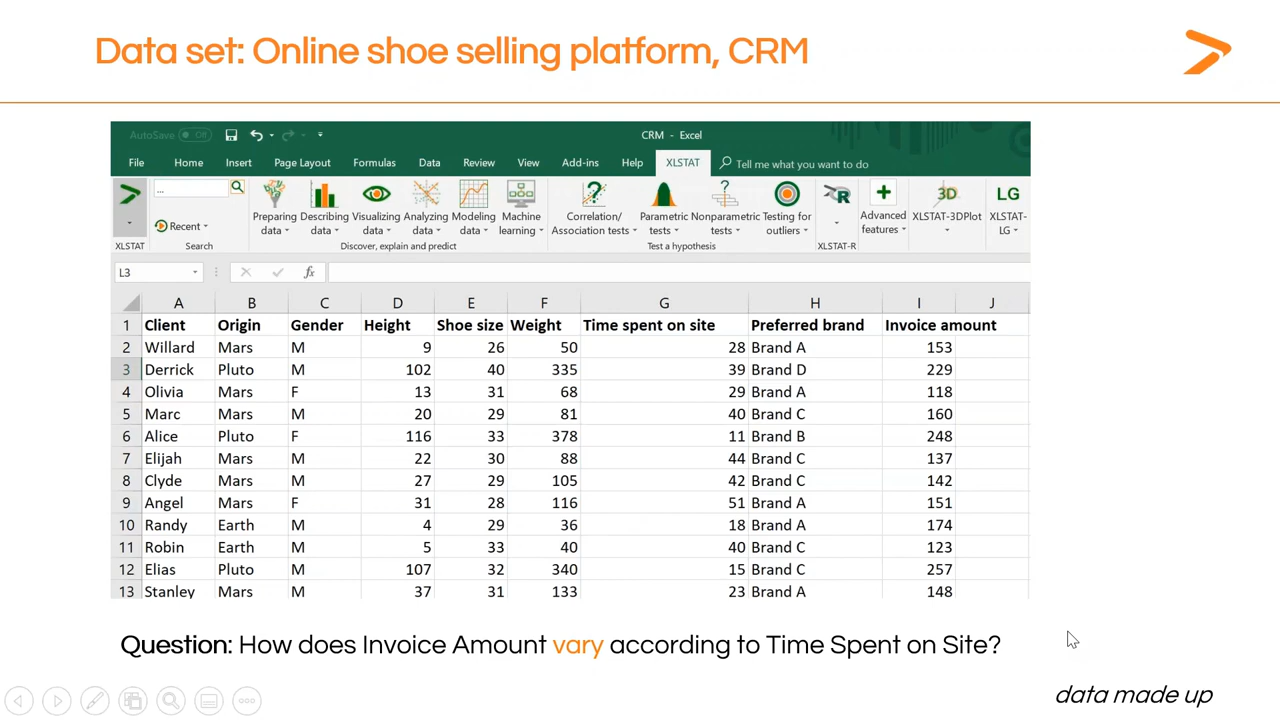 Data set: Online shoe selling platform, CRM
AutoSave Off
CRM - Excel
File Home Insert Page Layout Formulas Data Review View Add-ins Help XLSTAT Tell me what you want to do
... Preparing Describing Visualizing Analyzing Modeling Machine Correlation/ Parametric Nonparametric Testing for Advanced XLSTAT-3DPlot XLSTAT-
Recent data data data data data learning Association tests tests tests outliers features LG
XLSTAT Search Discover, explain and predict Test a hypothesis XLSTAT-R
R 3D LG
L3 fx
A B C D E F G H I J
1 Client Origin Gender Height Shoe size Weight Time spent on site Preferred brand Invoice amount
2 Willard Mars M 9 26 50 28 Brand A 153
3 Derrick Pluto M 102 40 335 39 Brand D 229
4 Olivia Mars F 13 31 68 29 Brand A 118
5 Marc Mars M 20 29 81 40 Brand C 160
6 Alice Pluto F 116 33 378 11 Brand B 248
7 Elijah Mars M 22 30 88 44 Brand C 137
8 Clyde Mars M 27 29 105 42 Brand C 142
9 Angel Mars F 31 28 116 51 Brand A 151
10 Randy Earth M 4 29 36 18 Brand A 174
11 Robin Earth M 5 33 40 40 Brand C 123
12 Elias Pluto M 107 32 340 15 Brand C 257
13 Stanley Mars M 37 31 133 23 Brand A 148
Question: How does Invoice Amount vary according to Time Spent on Site?
data made up